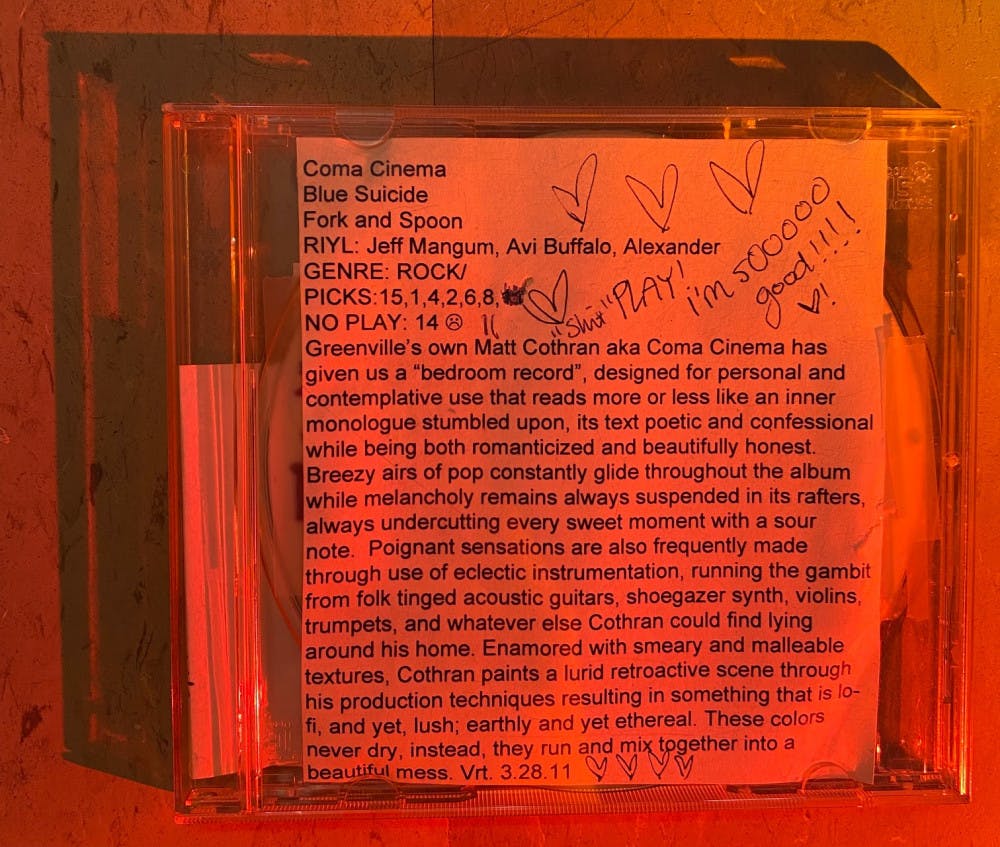 Coma Cinema
Blue Suicide
Fork and Spoon
RIYL: Jeff Mangum, Avi Buffalo, Alexander
GENRE: ROCK/
PICKS:15,1,4,2,6,8,
NO PLAY: 14 ☹ "Shit" PLAY!
i'm soooooo
good!!!!
♡!
Greenville's own Matt Cothran aka Coma Cinema has
given us a “bedroom record”, designed for personal and
contemplative use that reads more or less like an inner
monologue stumbled upon, its text poetic and confessional
while being both romanticized and beautifully honest.
Breezy airs of pop constantly glide throughout the album
while melancholy remains always suspended in its rafters,
always undercutting every sweet moment with a sour
note.  Poignant sensations are also frequently made
through use of eclectic instrumentation, running the gambit
from folk tinged acoustic guitars, shoegazer synth, violins,
trumpets, and whatever else Cothran could find lying
around his home. Enamored with smeary and malleable
textures, Cothran paints a lurid retroactive scene through
his production techniques resulting in something that is lo-
fi, and yet, lush; earthly and yet ethereal. These colors
never dry, instead, they run and mix together into a
beautiful mess. Vrt. 3.28.11 ♡ ♡ ♡ ♡